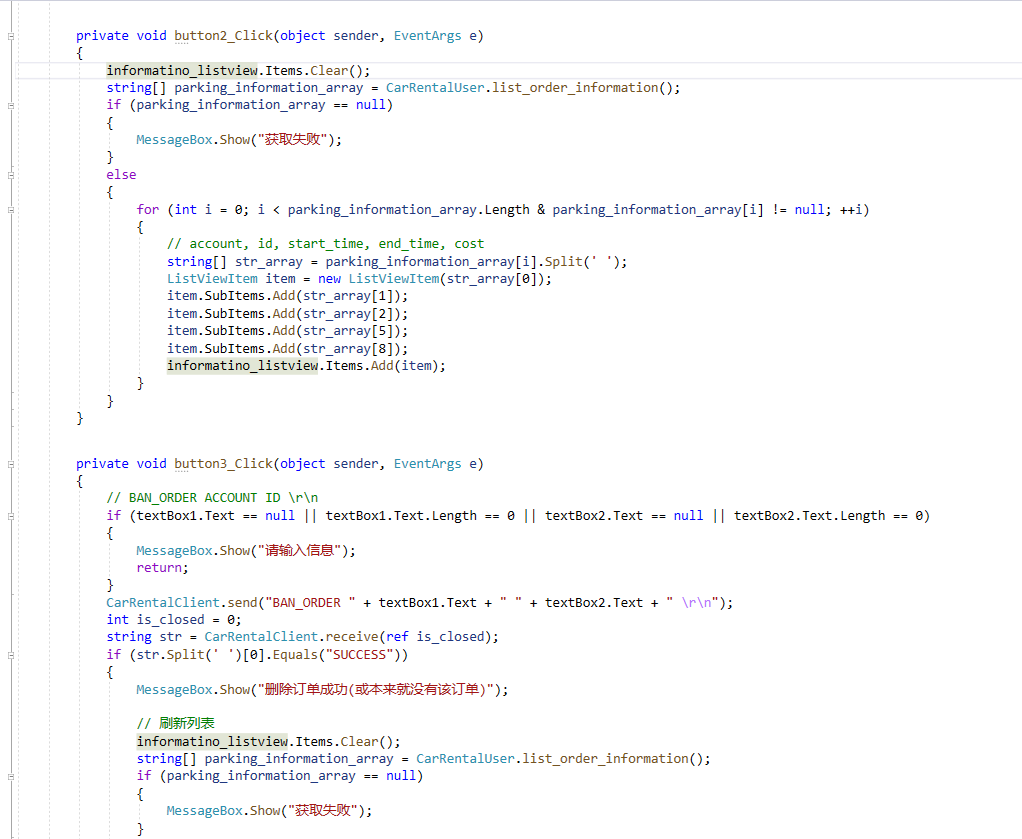 private void button2_Click(object sender, EventArgs e)
{
informatino_listview.Items.Clear();
string[] parking_information_array = CarRentalUser.list_order_information();
if (parking_information_array == null)
{
MessageBox.Show("获取失败");
}
else
{
for (int i = 0; i < parking_information_array.Length & parking_information_array[i] != null; ++i)
{
// account, id, start_time, end_time, cost
string[] str_array = parking_information_array[i].Split(' ');
ListViewItem item = new ListViewItem(str_array[0]);
item.SubItems.Add(str_array[1]);
item.SubItems.Add(str_array[2]);
item.SubItems.Add(str_array[5]);
item.SubItems.Add(str_array[8]);
informatino_listview.Items.Add(item);
}
}
}
private void button3_Click(object sender, EventArgs e)
{
// BAN_ORDER ACCOUNT ID \r\n
if (textBox1.Text == null || textBox1.Text.Length == 0 || textBox2.Text == null || textBox2.Text.Length == 0)
{
MessageBox.Show("请输入信息");
return;
}
CarRentalClient.send("BAN_ORDER " + textBox1.Text + " " + textBox2.Text + " \r\n");
int is_closed = 0;
string str = CarRentalClient.receive(ref is_closed);
if (str.Split(' ')[0].Equals("SUCCESS"))
{
MessageBox.Show("删除订单成功(或本来就没有该订单)");
// 刷新列表
informatino_listview.Items.Clear();
string[] parking_information_array = CarRentalUser.list_order_information();
if (parking_information_array == null)
{
MessageBox.Show("获取失败");
}